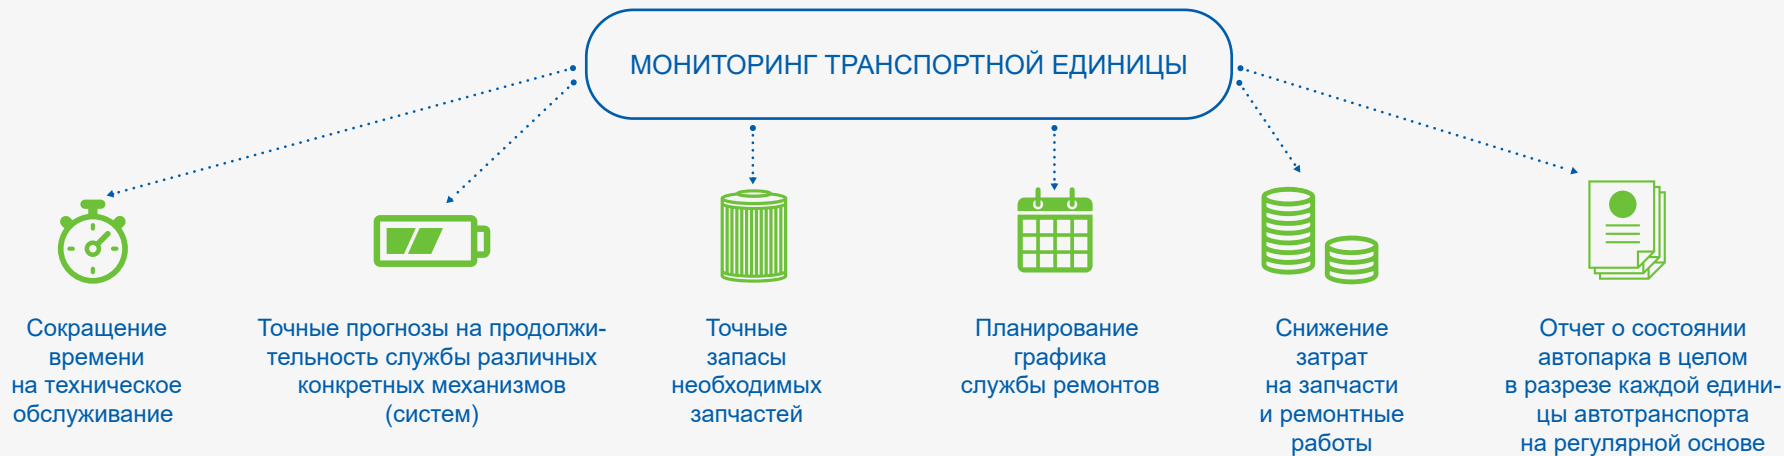 МОНИТОРИНГ ТРАНСПОРТНОЙ ЕДИНИЦЫ
Сокращение
времени
на техническое
обслуживание
Точные прогнозы на продолжи-
тельность службы различных
конкретных механизмов
(систем)
Точные
запасы
необходимых
запчастей
Планирование
графика
службы ремонтов
Снижение
затрат
на запчасти
и ремонтные
работы
Отчет о состоянии
автопарка в целом
в разрезе каждой едини-
цы автотранспорта
на регулярной основе